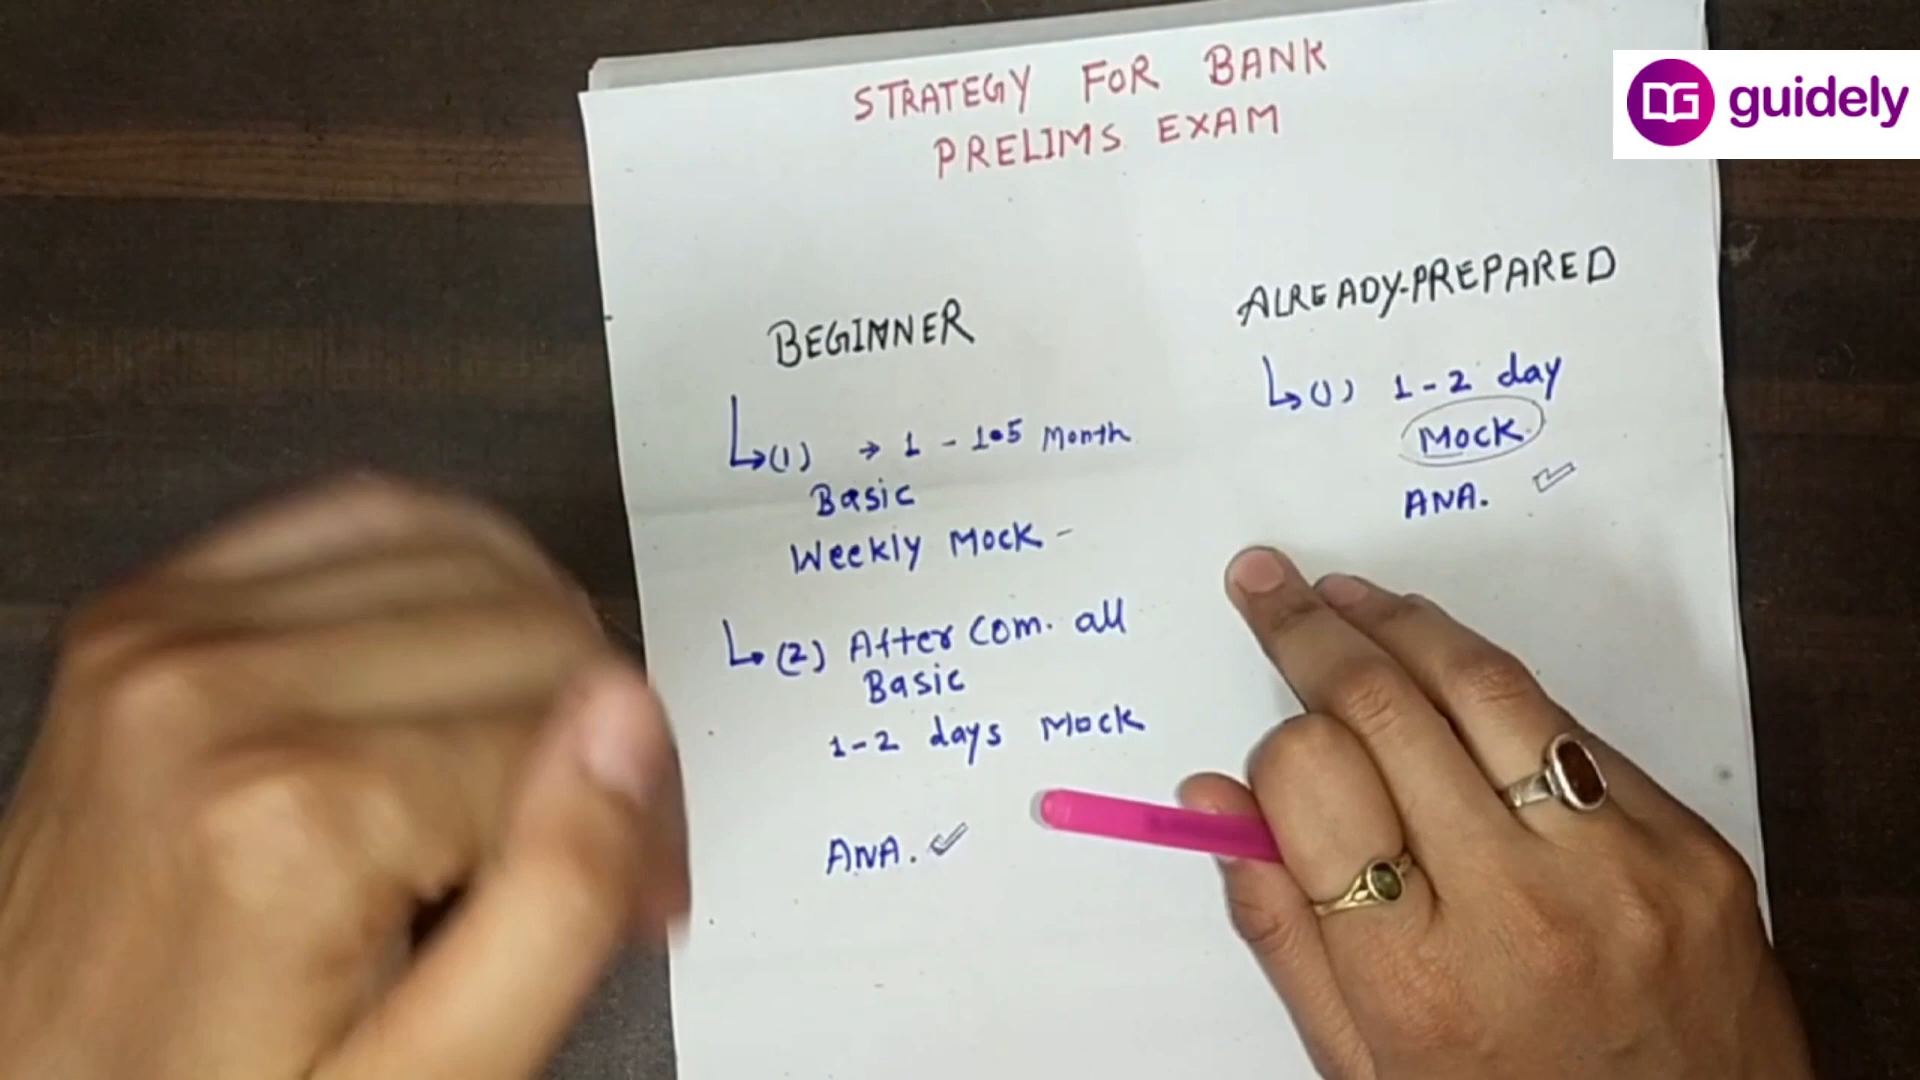 STRATEGY FOR BANK
PRELIMS EXAM
guidely
BEGINNER
(1) → 1 - 1.5 Month
Basic
Weekly Mock -
(2) After Com. all
Basic
1-2 days Mock
ANA. ✓
ALREADY-PREPARED
(1) 1-2 day
Mock
ANA. ✓